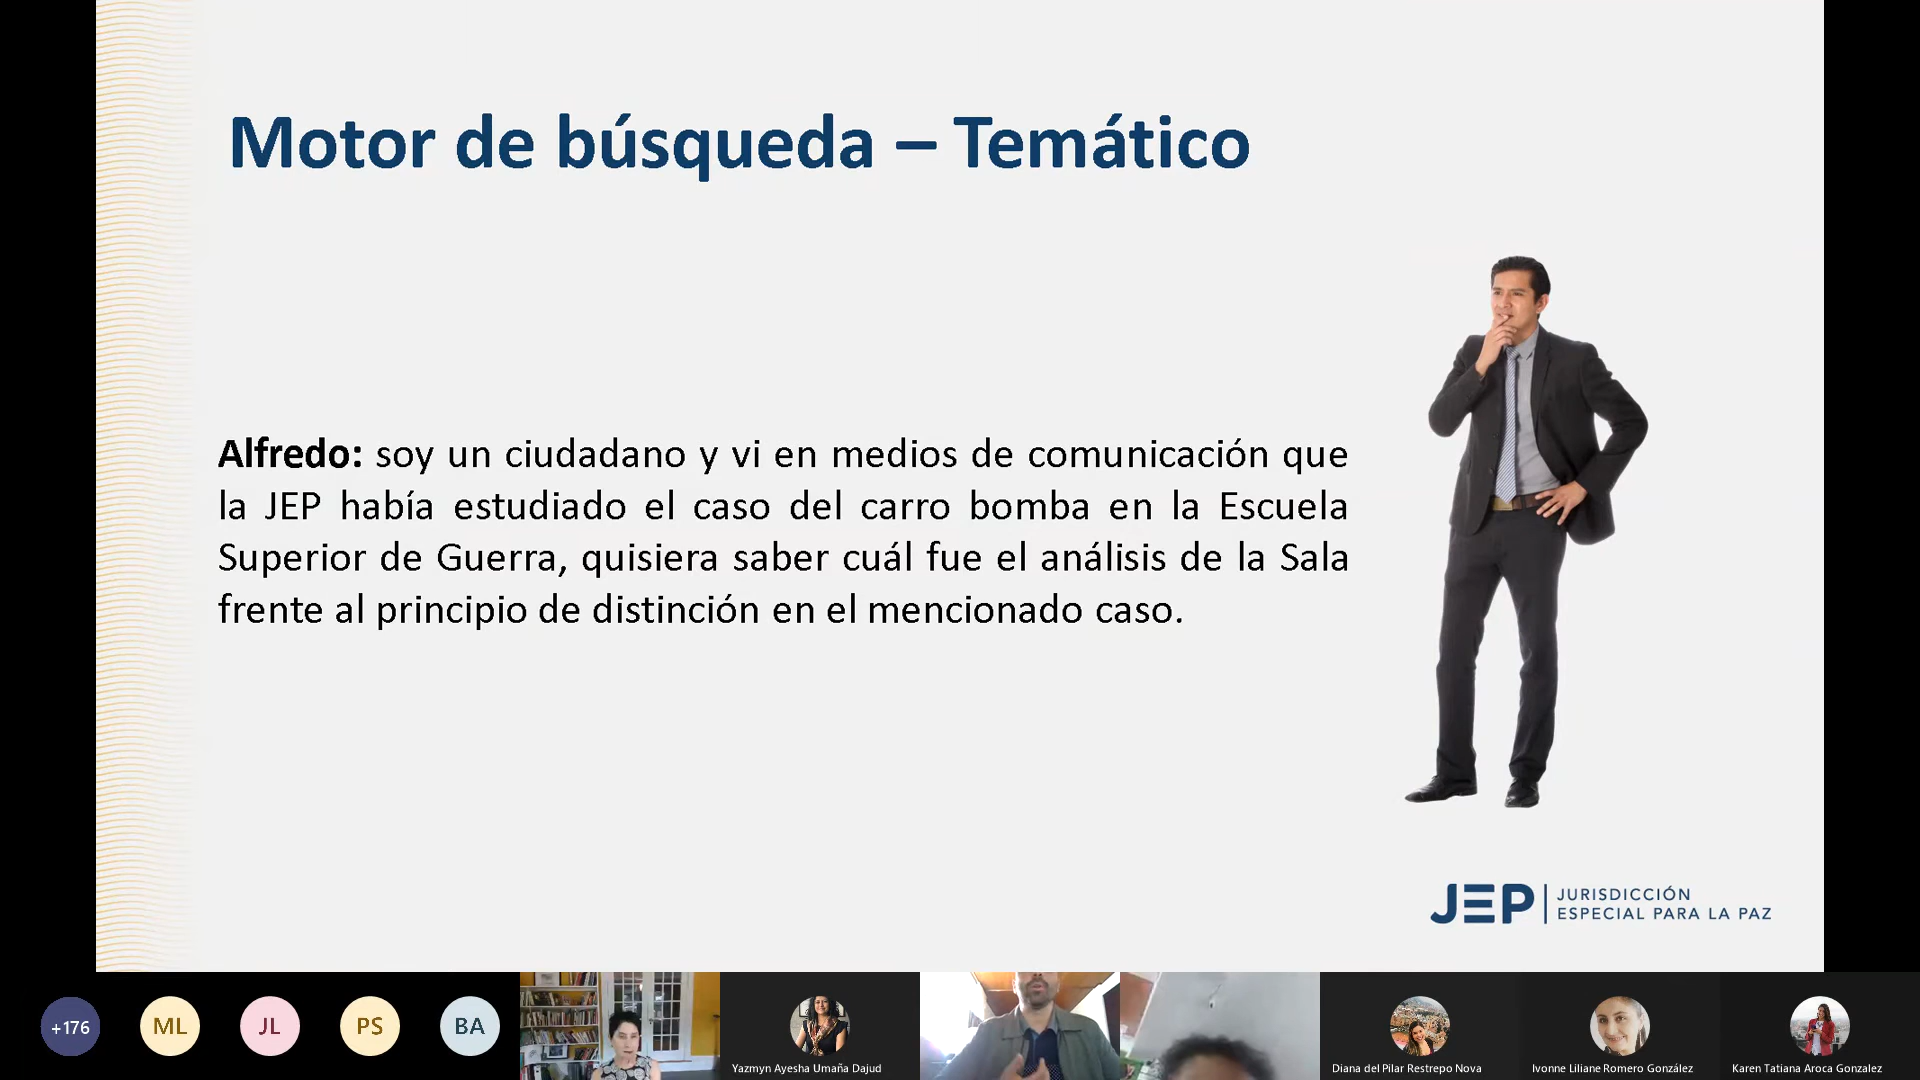 Motor de búsqueda – Temático
Alfredo: soy un ciudadano y vi en medios de comunicación que
la JEP había estudiado el caso del carro bomba en la Escuela
Superior de Guerra, quisiera saber cuál fue el análisis de la Sala
frente al principio de distinción en el mencionado caso.
JEP
JURISDICCIÓN
ESPECIAL PARA LA PAZ
+176
ML
JL
PS
BA
Yazmyn Ayesha Umaña Dajud
Diana del Pilar Restrepo Nova
Ivonne Liliane Romero González
Karen Tatiana Aroca Gonzalez